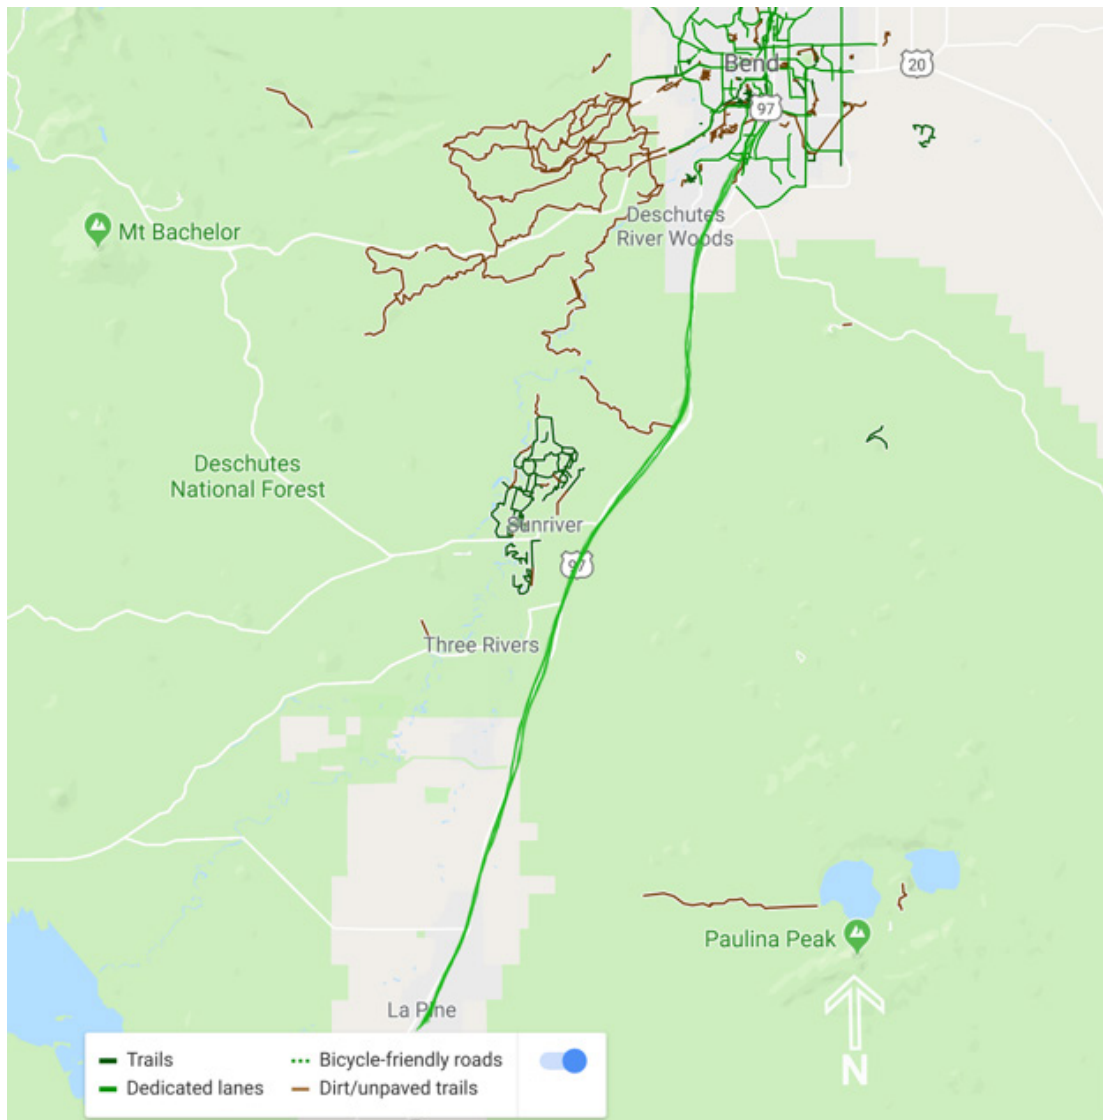 Bend
20
97
Deschutes
River Woods
Mt Bachelor
Deschutes
National Forest
Sunriver
97
Three Rivers
Paulina Peak
La Pine
N
Trails
Bicycle-friendly roads
Dedicated lanes
Dirt/unpaved trails